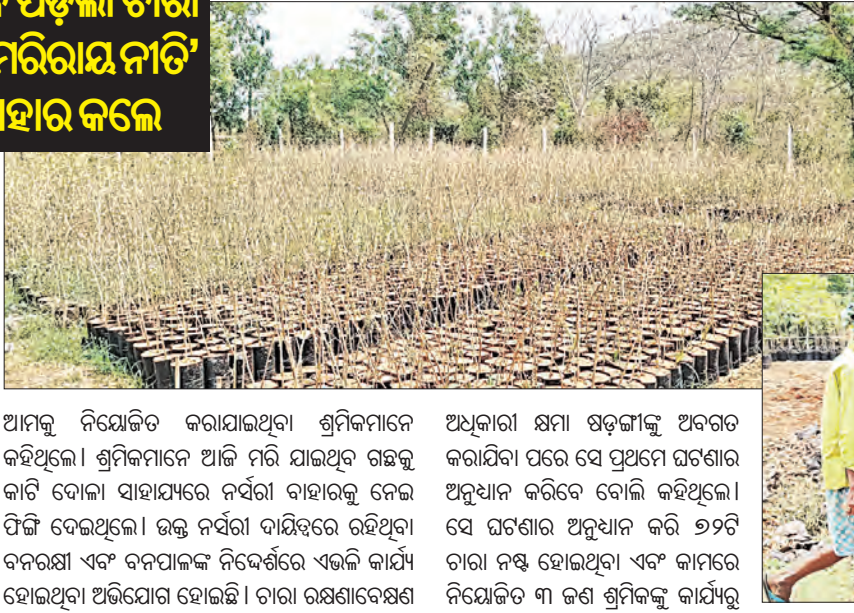 ପଡ଼ିଲା ଚାରା
ମରିରାୟ ନୀତି’
ହାର କଲେ
ଆମକୁ ନିୟୋଜିତ କରାଯାଇଥିବା ଶ୍ରମିକମାନେ
କହିଥିଲେ। ଶ୍ରମିକମାନେ ଆଜି ମରି ଯାଇଥିବ ଗଛକୁ
କାଟି ଦୋଳା ସାହାଯ୍ୟରେ ନର୍ସରୀ ବାହାରକୁ ନେଇ
ଫିଙ୍ଗି ଦେଇଥିଲେ। ଉକ୍ତ ନର୍ସରୀ ଦାୟିତ୍ୱରେ ରହିଥିବା
ବନରକ୍ଷୀ ଏବଂ ବନପାଳଙ୍କ ନିର୍ଦ୍ଦେଶରେ ଏଭଳି କାର୍ଯ୍ୟ
ହୋଇଥିବା ଅଭିଯୋଗ ହୋଇଛି। ଚାରା ରକ୍ଷଣାବେକ୍ଷଣ
ଅଧିକାରୀ କ୍ଷମା ଷଡ଼ଙ୍ଗୀଙ୍କୁ ଅବଗତ
କରାଯିବା ପରେ ସେ ପ୍ରଥମେ ଘଟଣାର
ଅନୁଧ୍ୟାନ କରିବେ ବୋଲି କହିଥିଲେ।
ସେ ଘଟଣାର ଅନୁଧ୍ୟାନ କରି ୭୨ଟି
ଚାରା ନଷ୍ଟ ହୋଇଥିବା ଏବଂ କାମରେ
ନିୟୋଜିତ ୩ ଜଣ ଶ୍ରମିକଙ୍କୁ କାର୍ଯ୍ୟରୁ